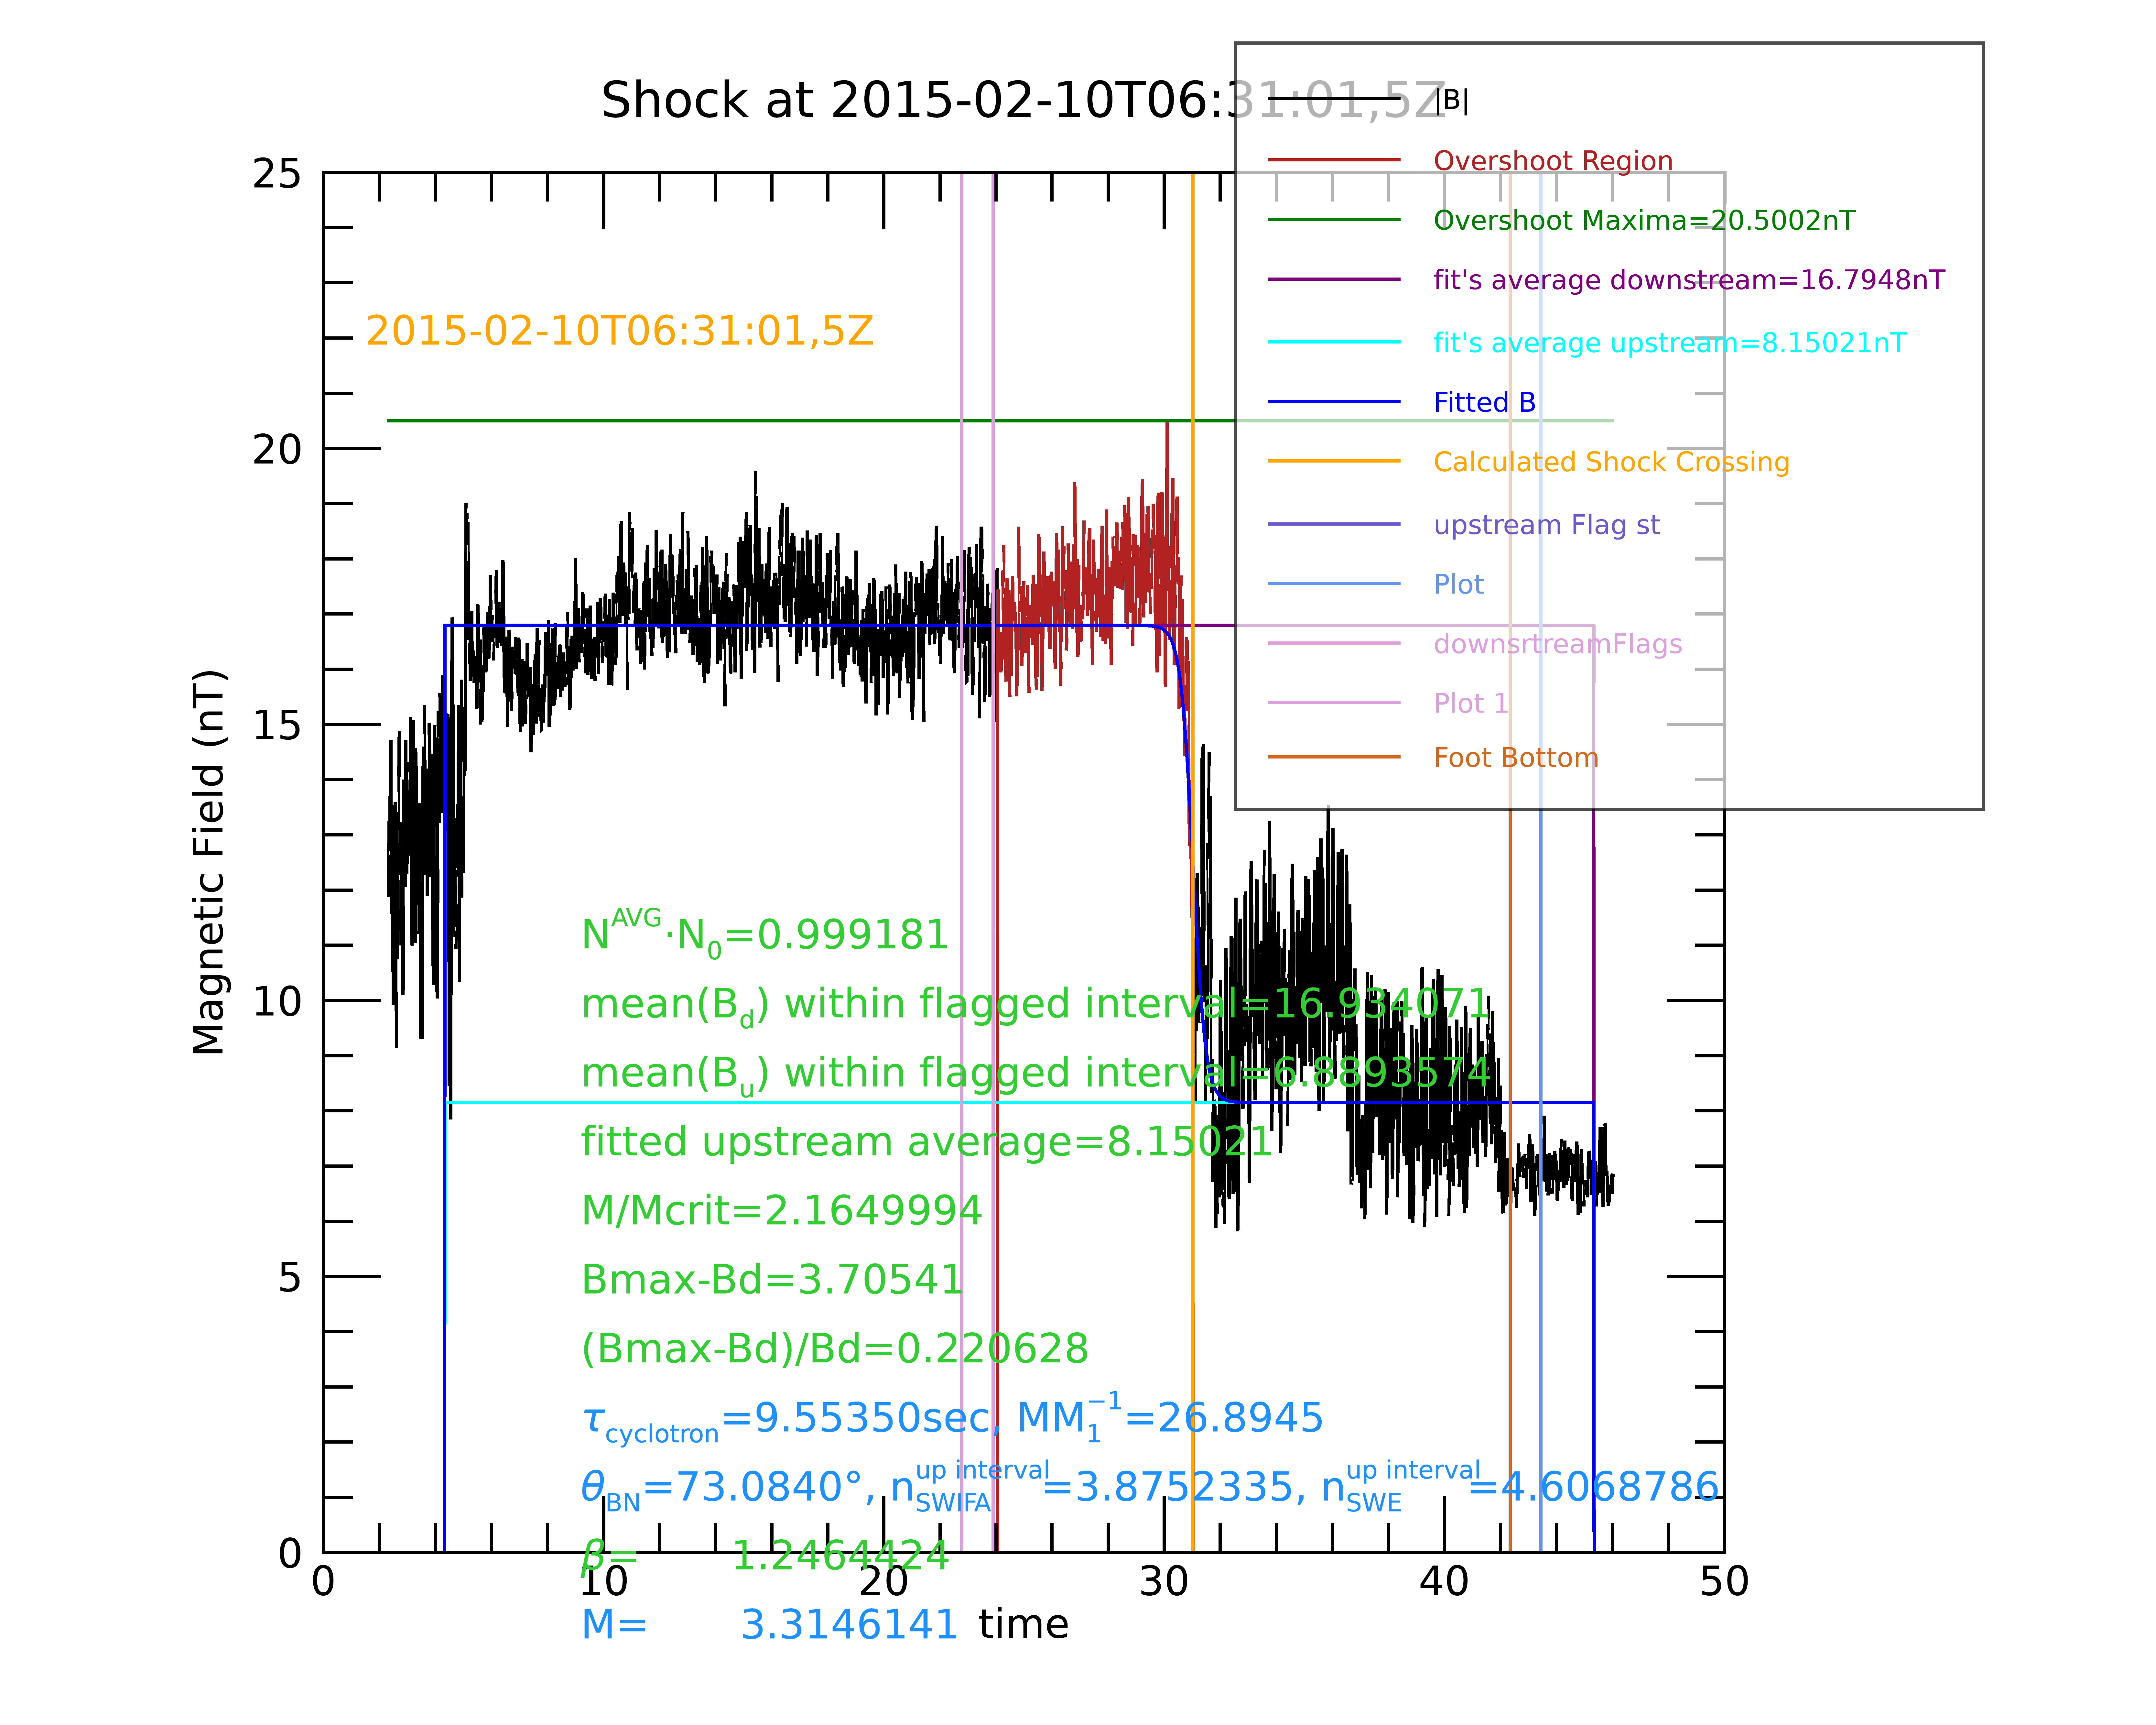 Shock at 2015-02-10T06:31:01,5Z
|B|
Overshoot Region
Overshoot Maxima=20.5002nT
fit's average downstream=16.7948nT
fit's average upstream=8.15021nT
Fitted B
Calculated Shock Crossing
upstream Flag st
Plot
downsrtreamFlags
Plot 1
Foot Bottom
2015-02-10T06:31:01,5Z
25
20
15
10
5
0
Magnetic Field (nT)
N^AVG·N_0=0.999181
mean(B_d) within flagged interval=16.934071
mean(B_u) within flagged interval=6.8893574
fitted upstream average=8.15021
M/Mcrit=2.1649994
Bmax-Bd=3.70541
(Bmax-Bd)/Bd=0.220628
τ_cyclotron=9.55350sec, MM_1^−1=26.8945
θ_BN=73.0840°, n_SWIFA^up interval=3.8752335, n_SWE^up interval=4.6068786
β= 1.2464424
0 10 20 30 40 50
M= 3.3146141
time